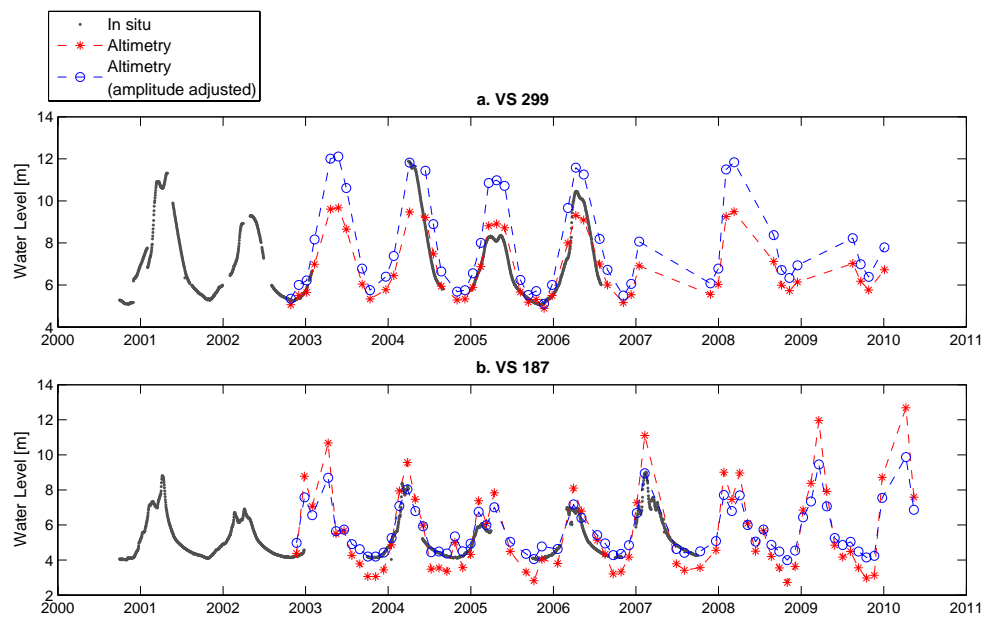 In situ
Altimetry
Altimetry
(amplitude adjusted)
a. VS 299
14
12
10
8
6
4
Water Level [m]
2000 2001 2002 2003 2004 2005 2006 2007 2008 2009 2010 2011
b. VS 187
14
12
10
8
6
4
2
Water Level [m]
2000 2001 2002 2003 2004 2005 2006 2007 2008 2009 2010 2011